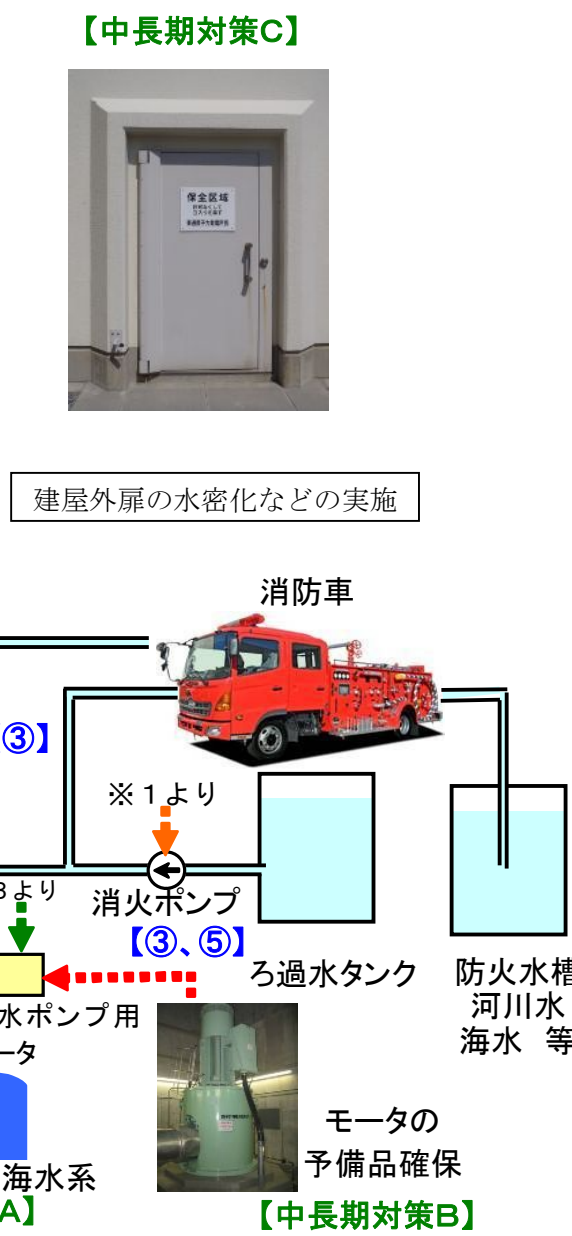 【中長期対策C】
保全区域
建屋外扉の水密化などの実施
消防車
③】
※１より
より
消火ポンプ
【③、⑤】
ろ過水タンク
防火水槽
河川水
海水 等
水ポンプ用
ータ
モータの
予備品確保
海水系
A】
【中長期対策B】